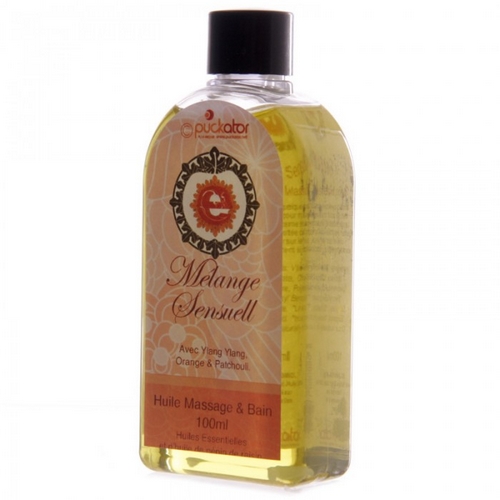 puckator
e
Melange
Sensuell
Avec Ylang Ylang,
Orange & Patchouli.
Huile Massage & Bain
100ml
Huiles Essentielles